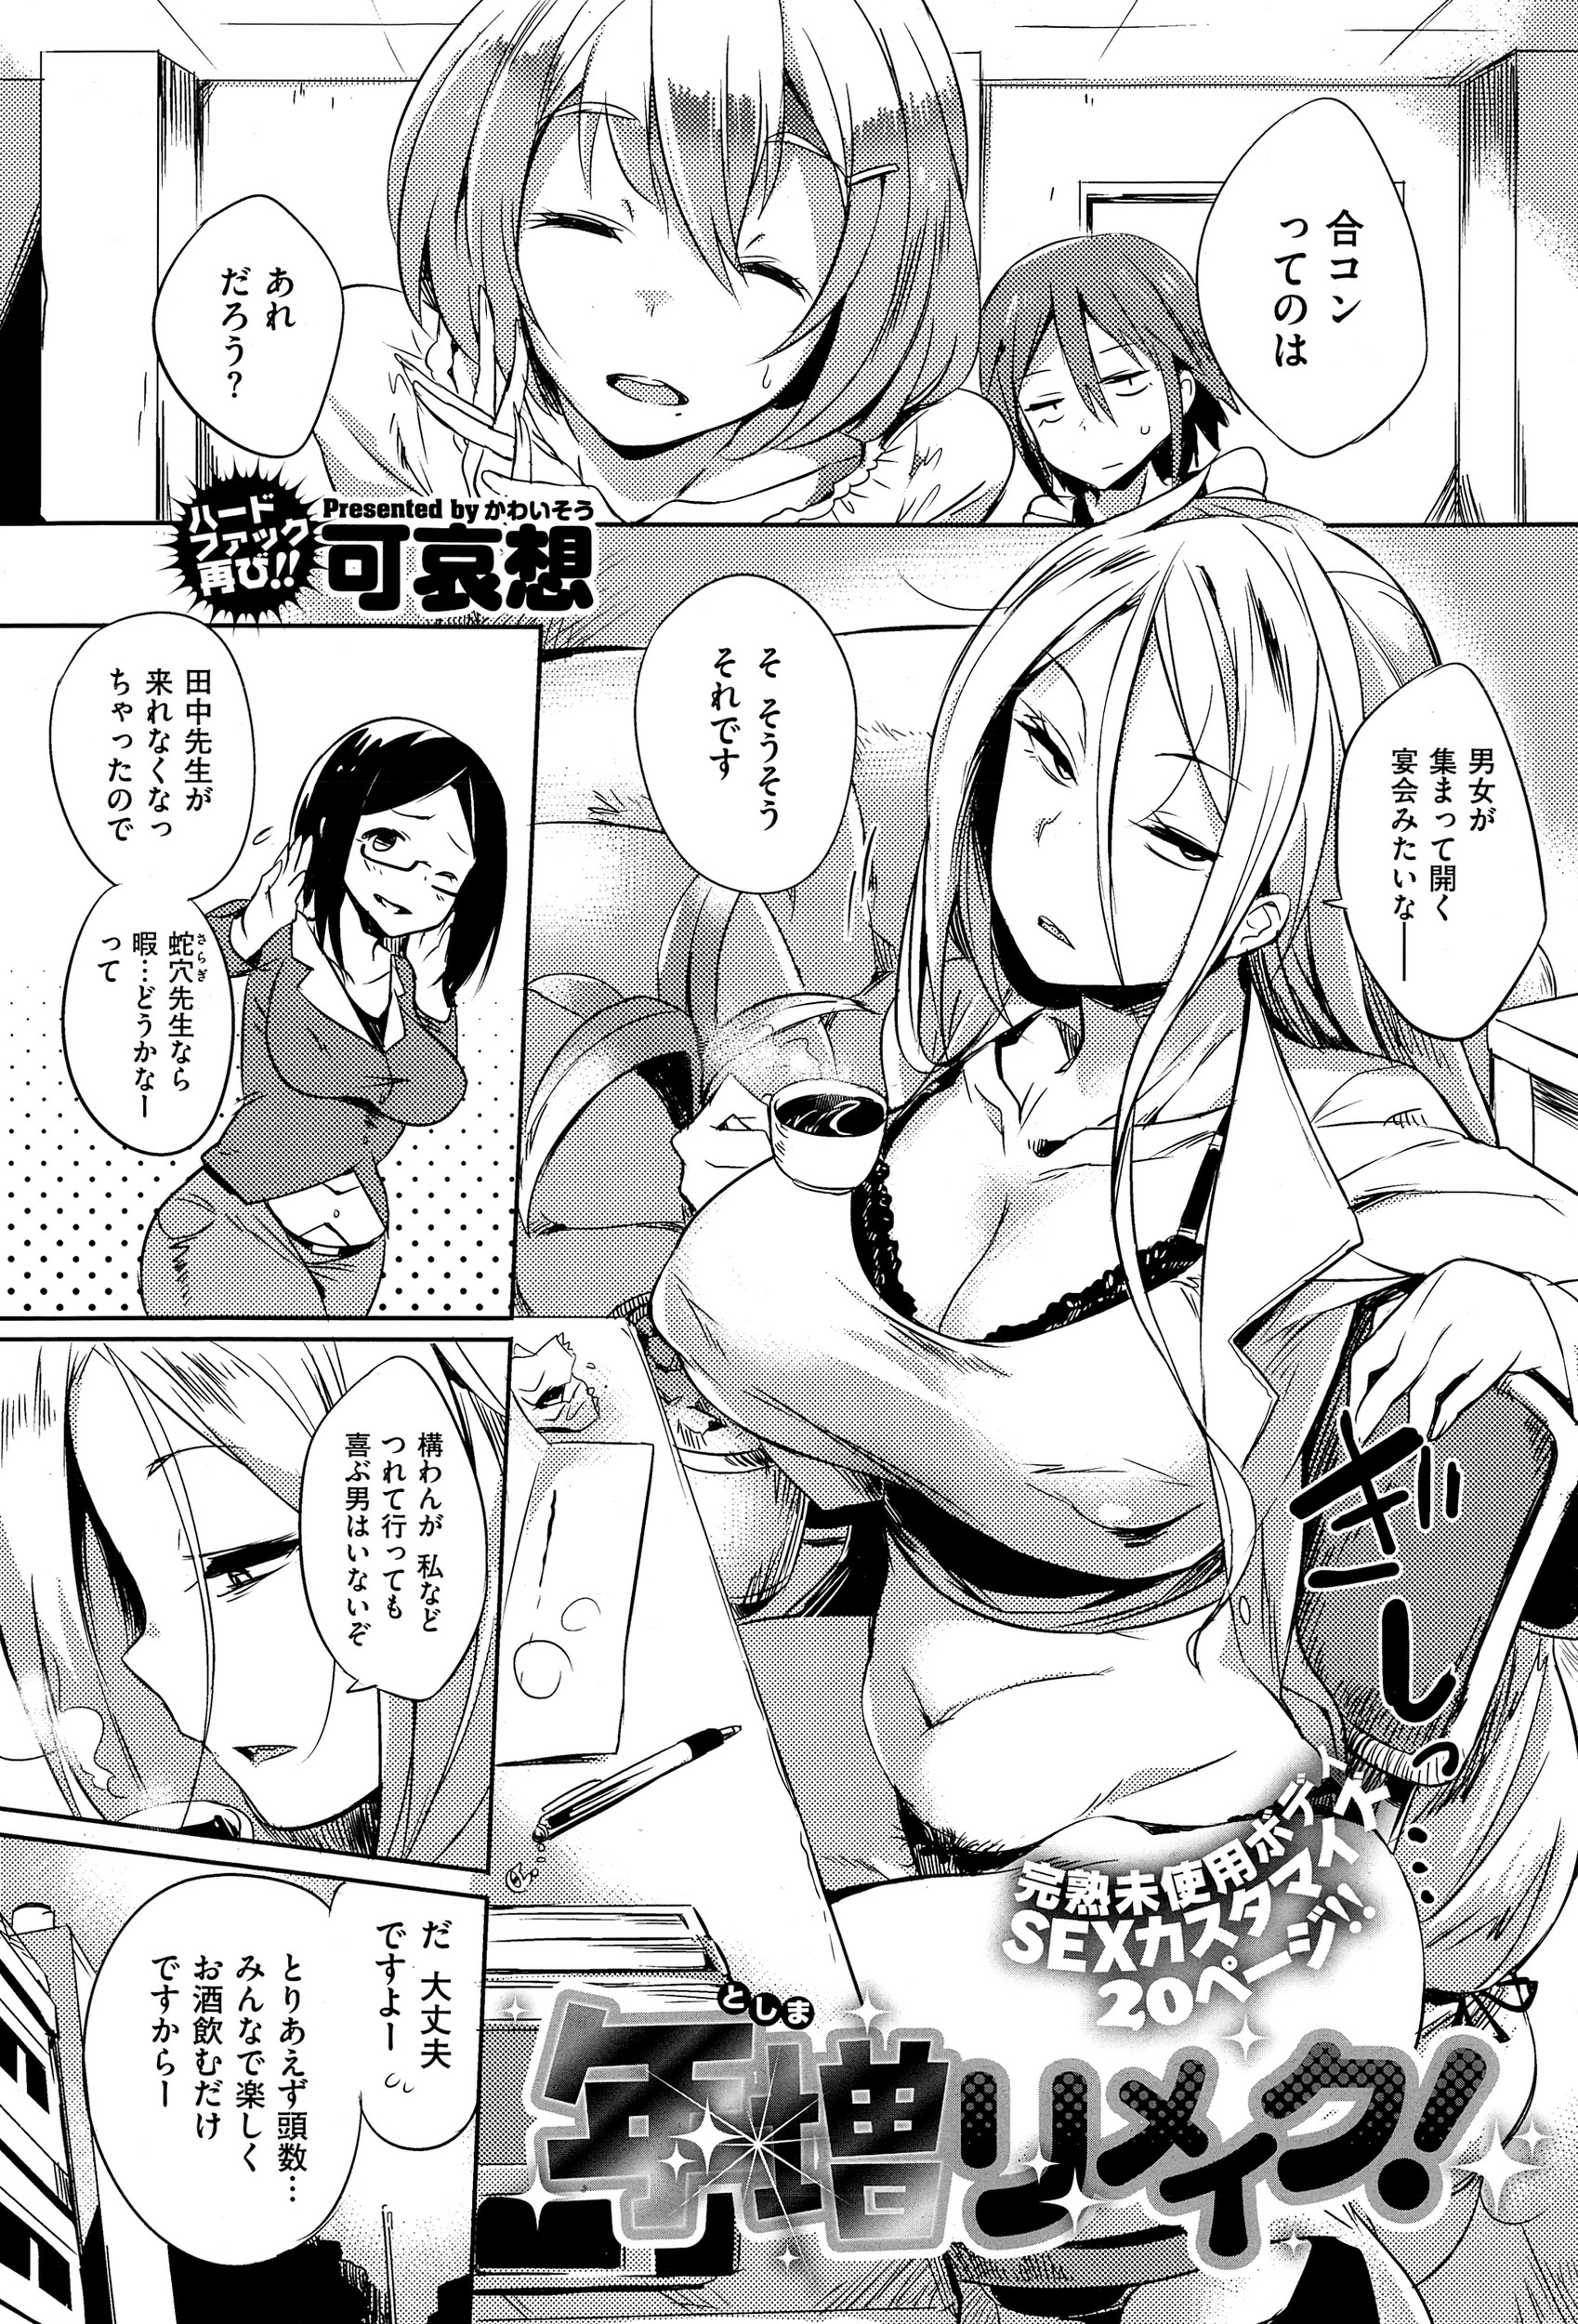 合コン
ってのは
あれ
だろう？
ハード
ファック
再び!!
Presented by かわいそう
可哀想
男女が
集まって開く
宴会みたいな――
そ そうそう
それです
ギ
しっ
田中先生が
来れなくなっ
ちゃったので
さらぎ
蛇穴先生なら
暇…どうかなー
って
構わんが 私など
つれて行っても
喜ぶ男はいないぞ
だ 大丈夫
ですよー
とりあえず頭数…
みんなで楽しく
お酒飲むだけ
ですからー
完熟未使用ボディ
SEXカスタマイズ
20ページ!!
としま
年増リメイク!